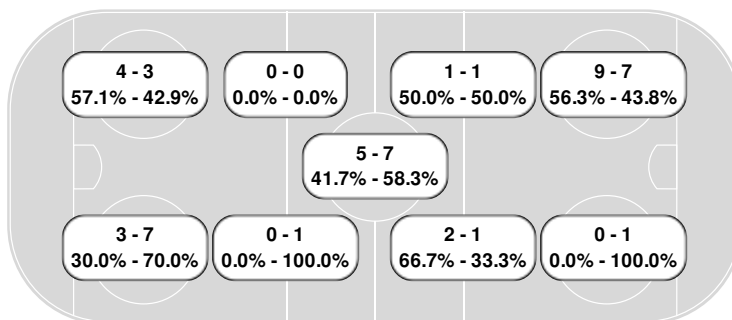 4 - 3
57.1% - 42.9%
0 - 0
0.0% - 0.0%
1 - 1
50.0% - 50.0%
9 - 7
56.3% - 43.8%
5 - 7
41.7% - 58.3%
3 - 7
30.0% - 70.0%
0 - 1
0.0% - 100.0%
2 - 1
66.7% - 33.3%
0 - 1
0.0% - 100.0%